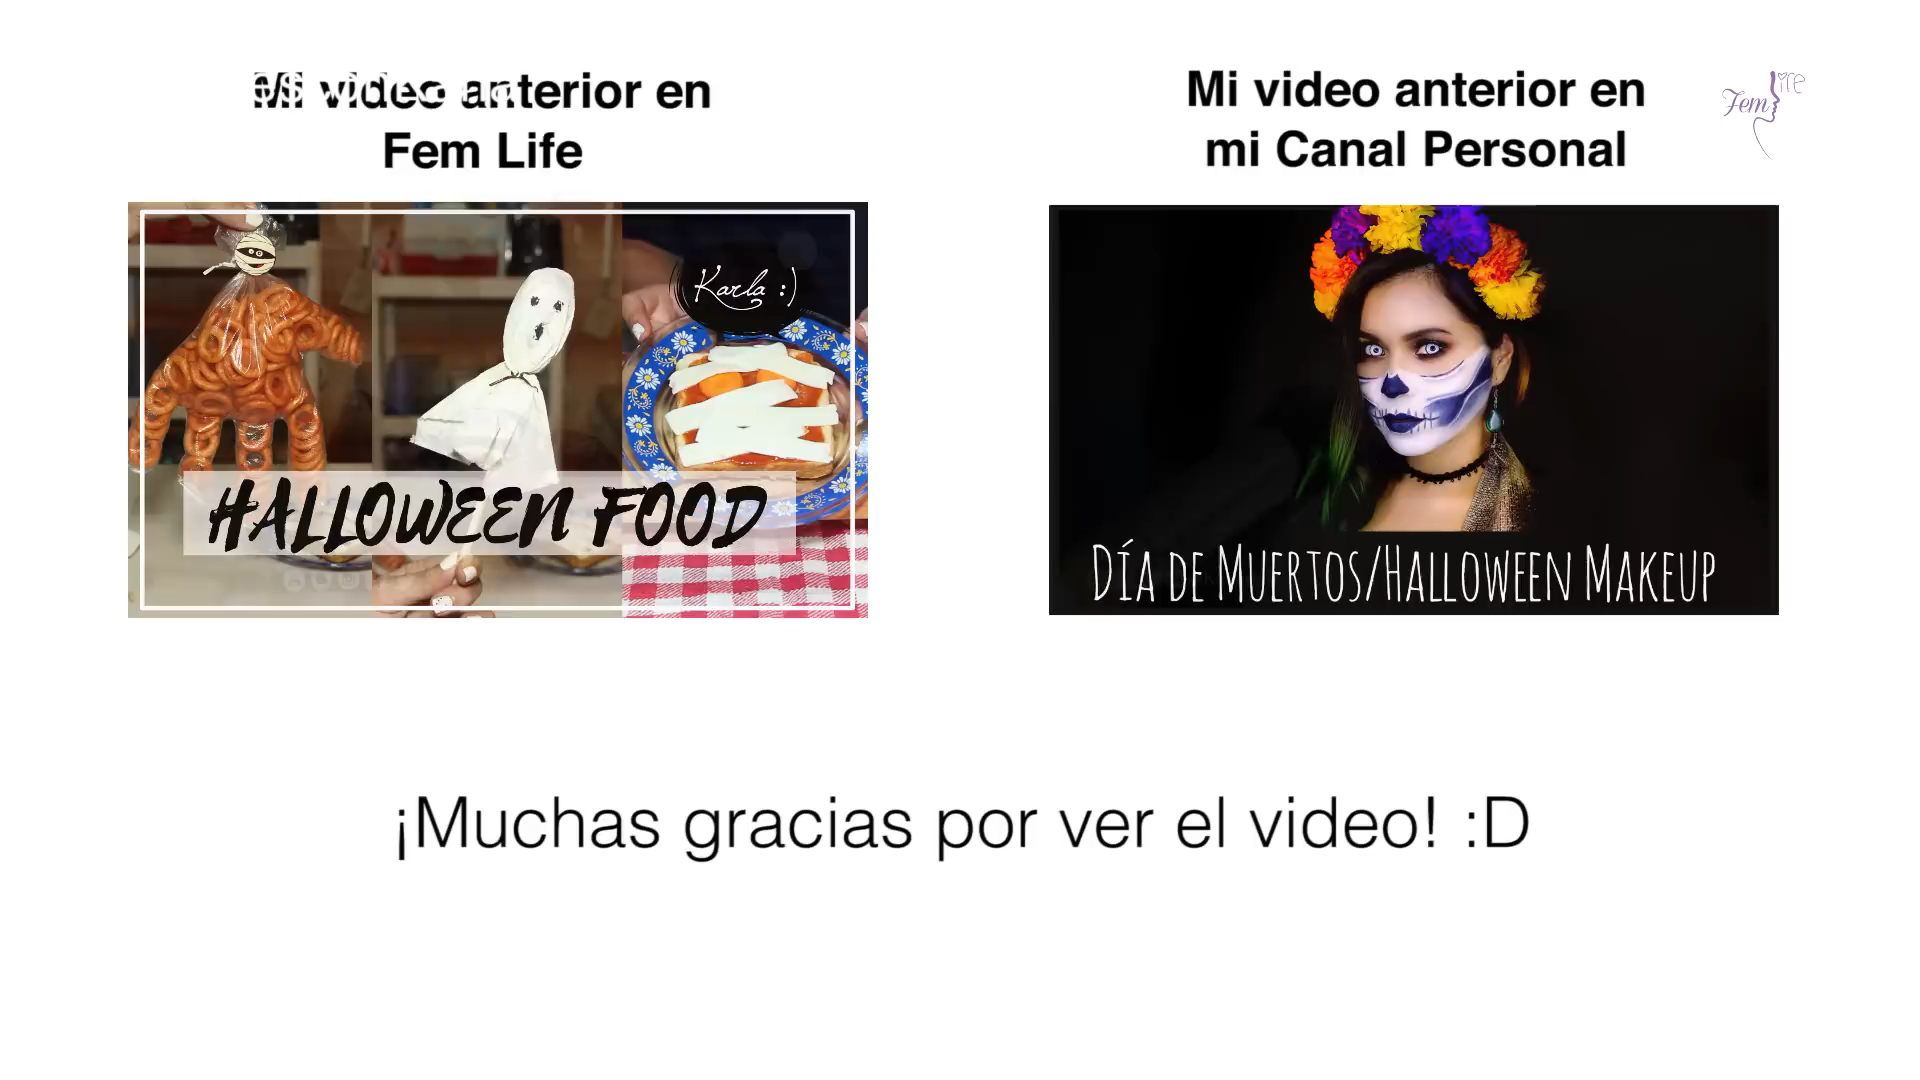 Mi video anterior en
Fem Life
Mi video anterior en
mi Canal Personal
Fem Life
Karla :)
HALLOWEEN FOOD
DÍA DE MUERTOS/HALLOWEEN MAKEUP
¡Muchas gracias por ver el video! :D